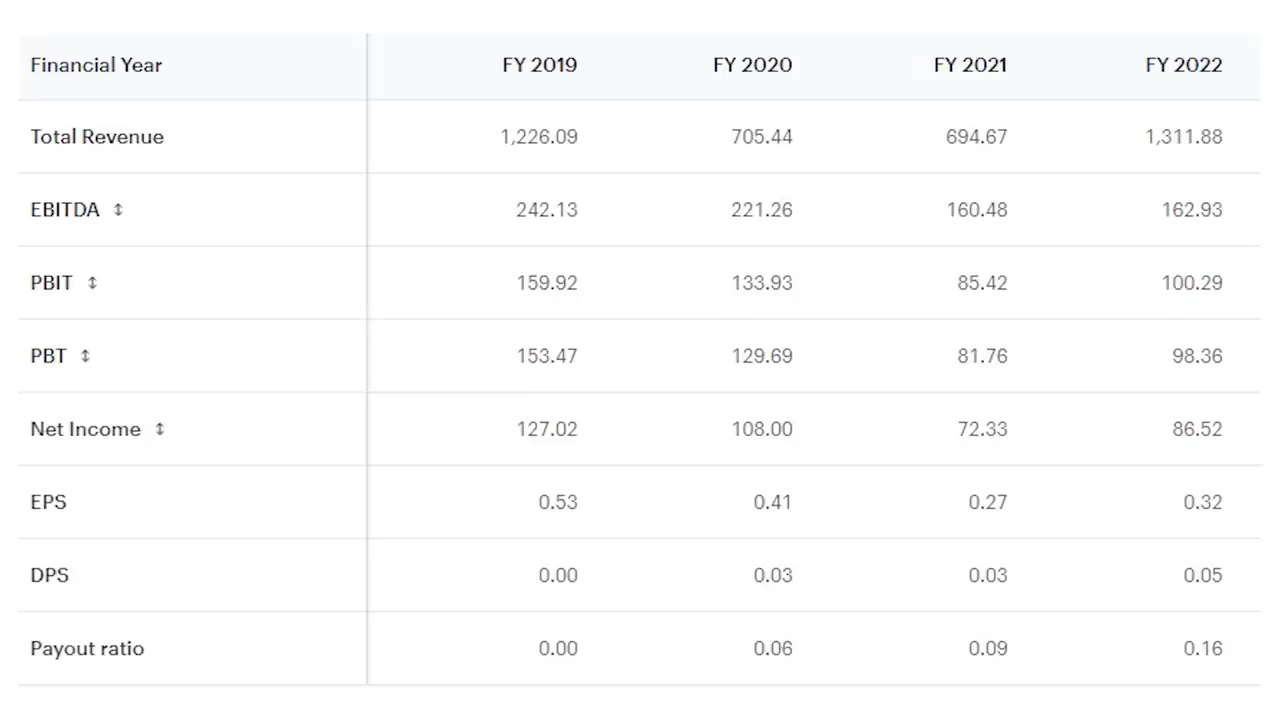 Financial Year FY 2019 FY 2020 FY 2021 FY 2022
Total Revenue 1,226.09 705.44 694.67 1,311.88
EBITDA ↕ 242.13 221.26 160.48 162.93
PBIT ↕ 159.92 133.93 85.42 100.29
PBT ↕ 153.47 129.69 81.76 98.36
Net Income ↕ 127.02 108.00 72.33 86.52
EPS 0.53 0.41 0.27 0.32
DPS 0.00 0.03 0.03 0.05
Payout ratio 0.00 0.06 0.09 0.16